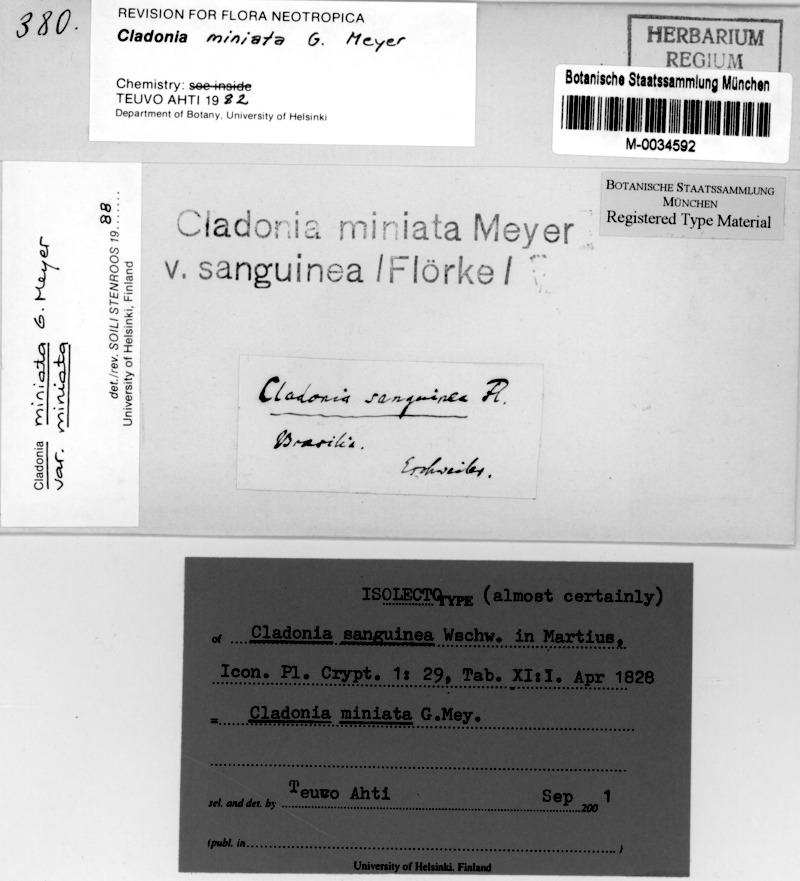 380.
REVISION FOR FLORA NEOTROPICA
Cladonia miniata G. Meyer
Chemistry: see inside
TEUVO AHTI 1982
Department of Botany, University of Helsinki
HERBARIUM
REGIUM
Botanische Staatssammlung München
M-0034592
BOTANISCHE STAATSSAMMLUNG
MÜNCHEN
Registered Type Material
Cladonia miniata G. Meyer
var. miniata
det./rev. SOILI STENROOS 1988
University of Helsinki, Finland
Cladonia miniata Meyer
v. sanguinea /Flörke/
Cladonia sanguinea Fl.
Brasilia.
Eschweiler.
ISOLECTOTYPE (almost certainly)
of Cladonia sanguinea Wschw. in Martius,
Icon. Pl. Crypt. 1: 29, Tab. XI:I. Apr 1828
= Cladonia miniata G.Mey.
sel. and det. by Teuvo Ahti Sep 2001
(publ. in )
University of Helsinki, Finland